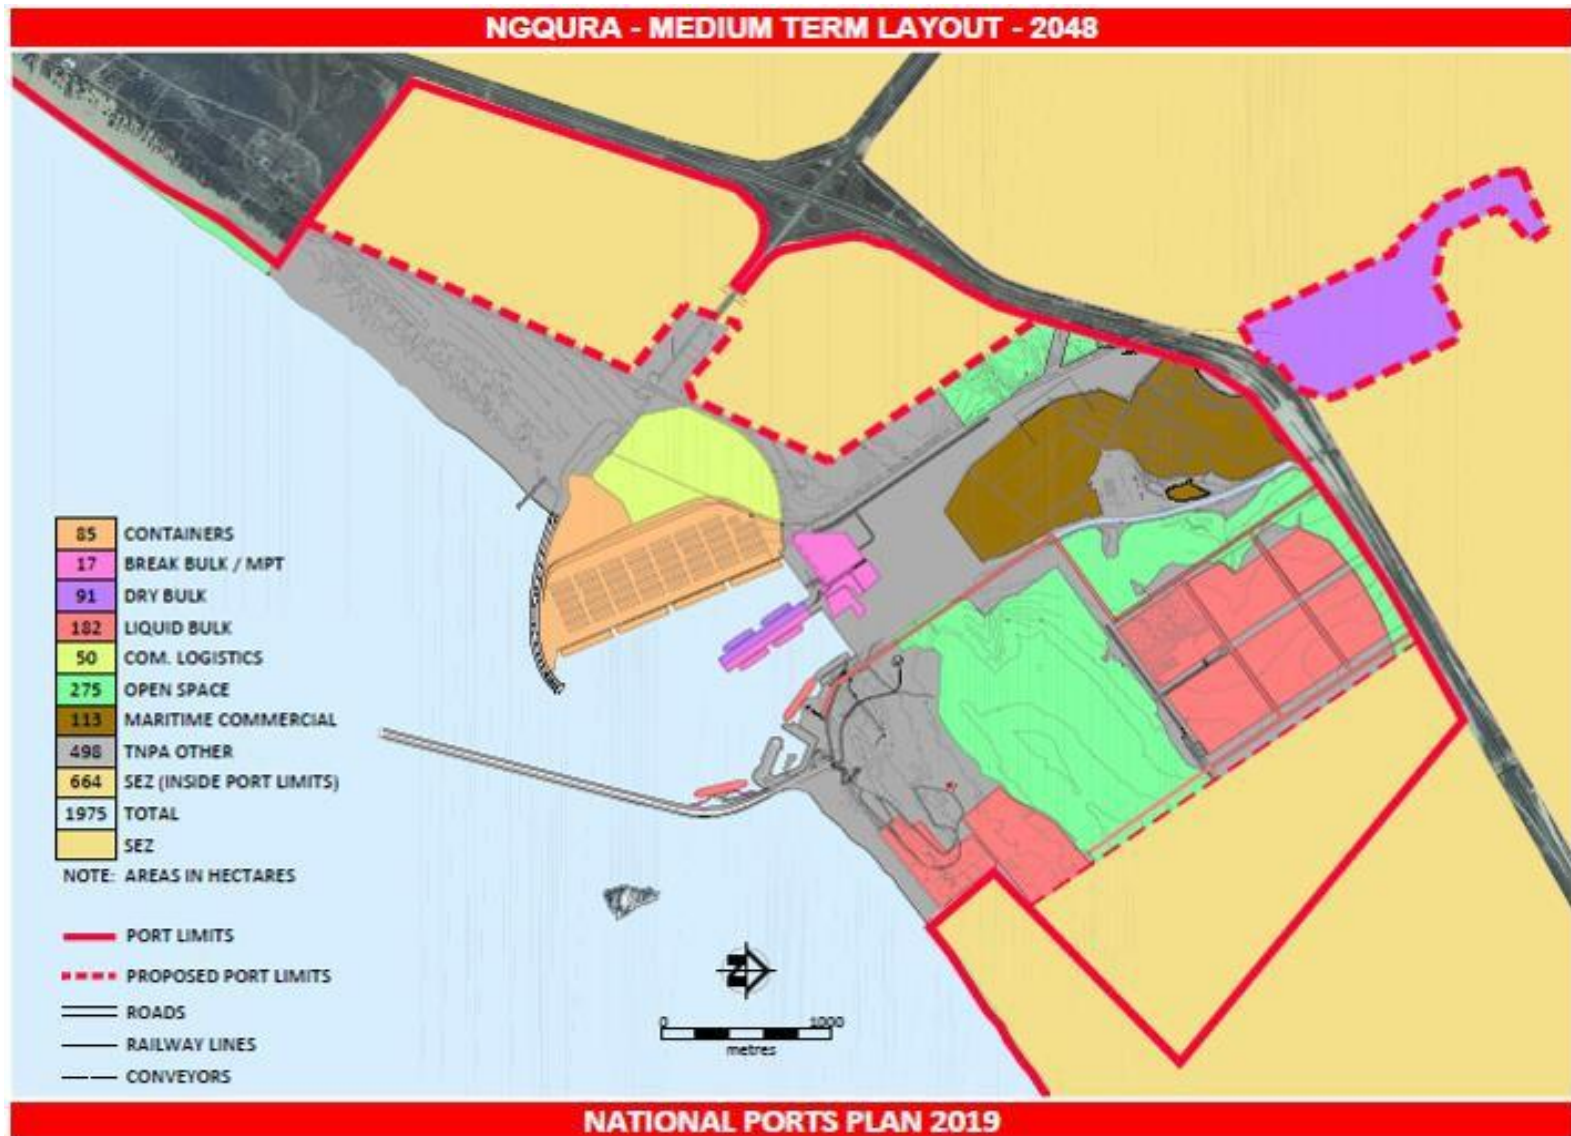 NGQURA - MEDIUM TERM LAYOUT - 2048
85 CONTAINERS
17 BREAK BULK / MPT
91 DRY BULK
182 LIQUID BULK
50 COM. LOGISTICS
275 OPEN SPACE
113 MARITIME COMMERCIAL
498 TNPA OTHER
664 SEZ (INSIDE PORT LIMITS)
1975 TOTAL
SEZ
NOTE: AREAS IN HECTARES
PORT LIMITS
PROPOSED PORT LIMITS
ROADS
RAILWAY LINES
CONVEYORS
N
0 1000
metres
NATIONAL PORTS PLAN 2019